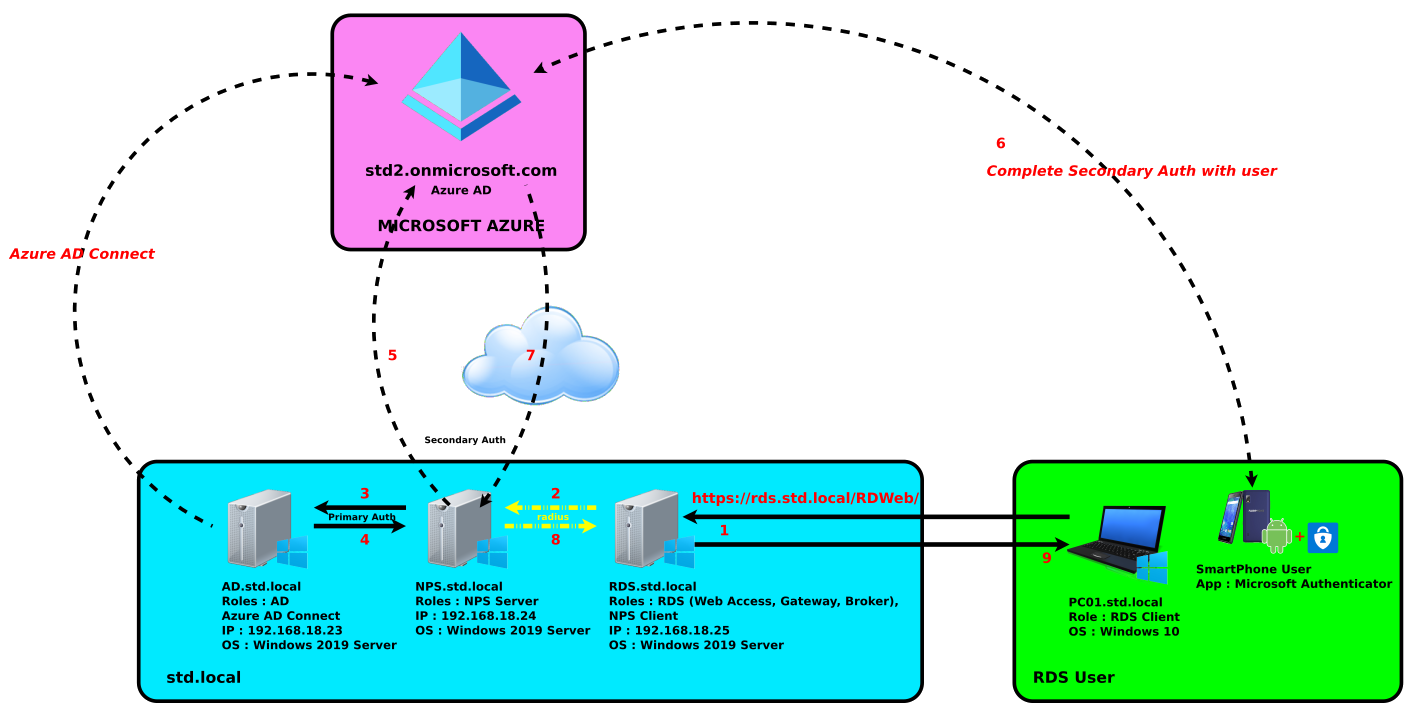 std2.onmicrosoft.com
Azure AD
MICROSOFT AZURE
6
Complete Secondary Auth with user
Azure AD Connect
5
7
Secondary Auth
3
Primary Auth
4
2
radius
8
https://rds.std.local/RDWeb/
1
9
AD.std.local
Roles : AD
Azure AD Connect
IP : 192.168.18.23
OS : Windows 2019 Server
NPS.std.local
Roles : NPS Server
IP : 192.168.18.24
OS : Windows 2019 Server
RDS.std.local
Roles : RDS (Web Access, Gateway, Broker),
NPS Client
IP : 192.168.18.25
OS : Windows 2019 Server
std.local
+
SmartPhone User
App : Microsoft Authenticator
PC01.std.local
Role : RDS Client
OS : Windows 10
RDS User